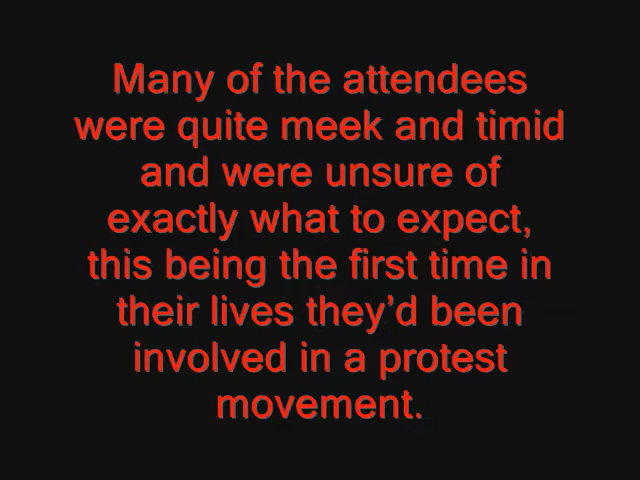 Many of the attendees
were quite meek and timid
and were unsure of
exactly what to expect,
this being the first time in
their lives they’d been
involved in a protest
movement.